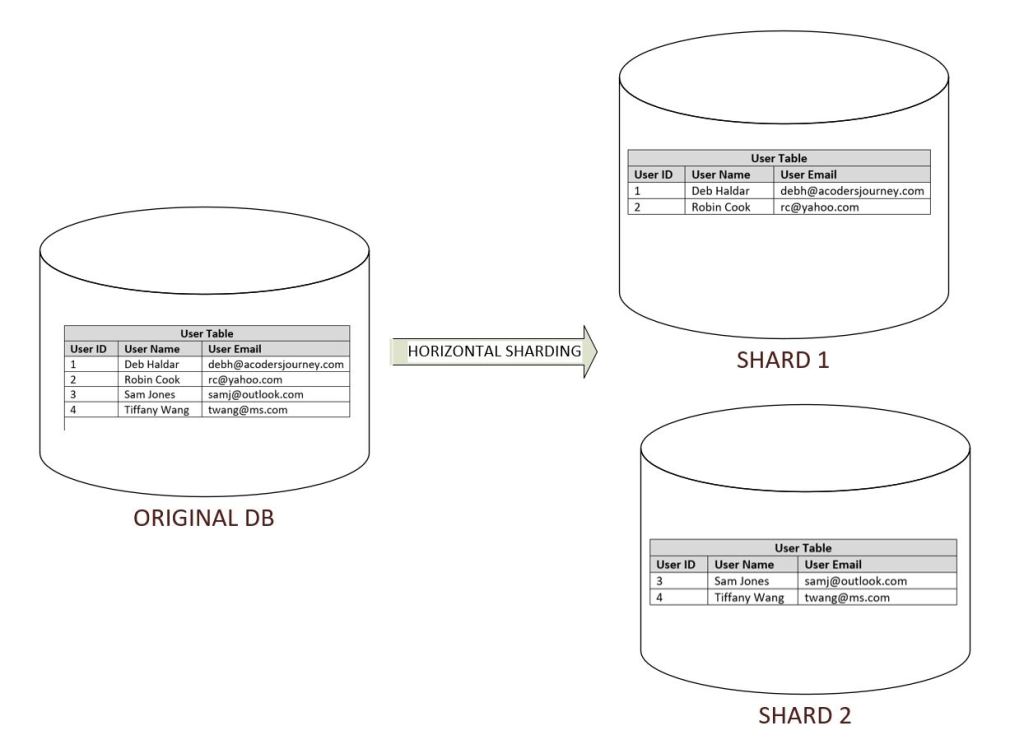 User Table
User ID User Name User Email
1 Deb Haldar debh@acodersjourney.com
2 Robin Cook rc@yahoo.com
3 Sam Jones samj@outlook.com
4 Tiffany Wang twang@ms.com
ORIGINAL DB
HORIZONTAL SHARDING
User Table
User ID User Name User Email
1 Deb Haldar debh@acodersjourney.com
2 Robin Cook rc@yahoo.com
SHARD 1
User Table
User ID User Name User Email
3 Sam Jones samj@outlook.com
4 Tiffany Wang twang@ms.com
SHARD 2